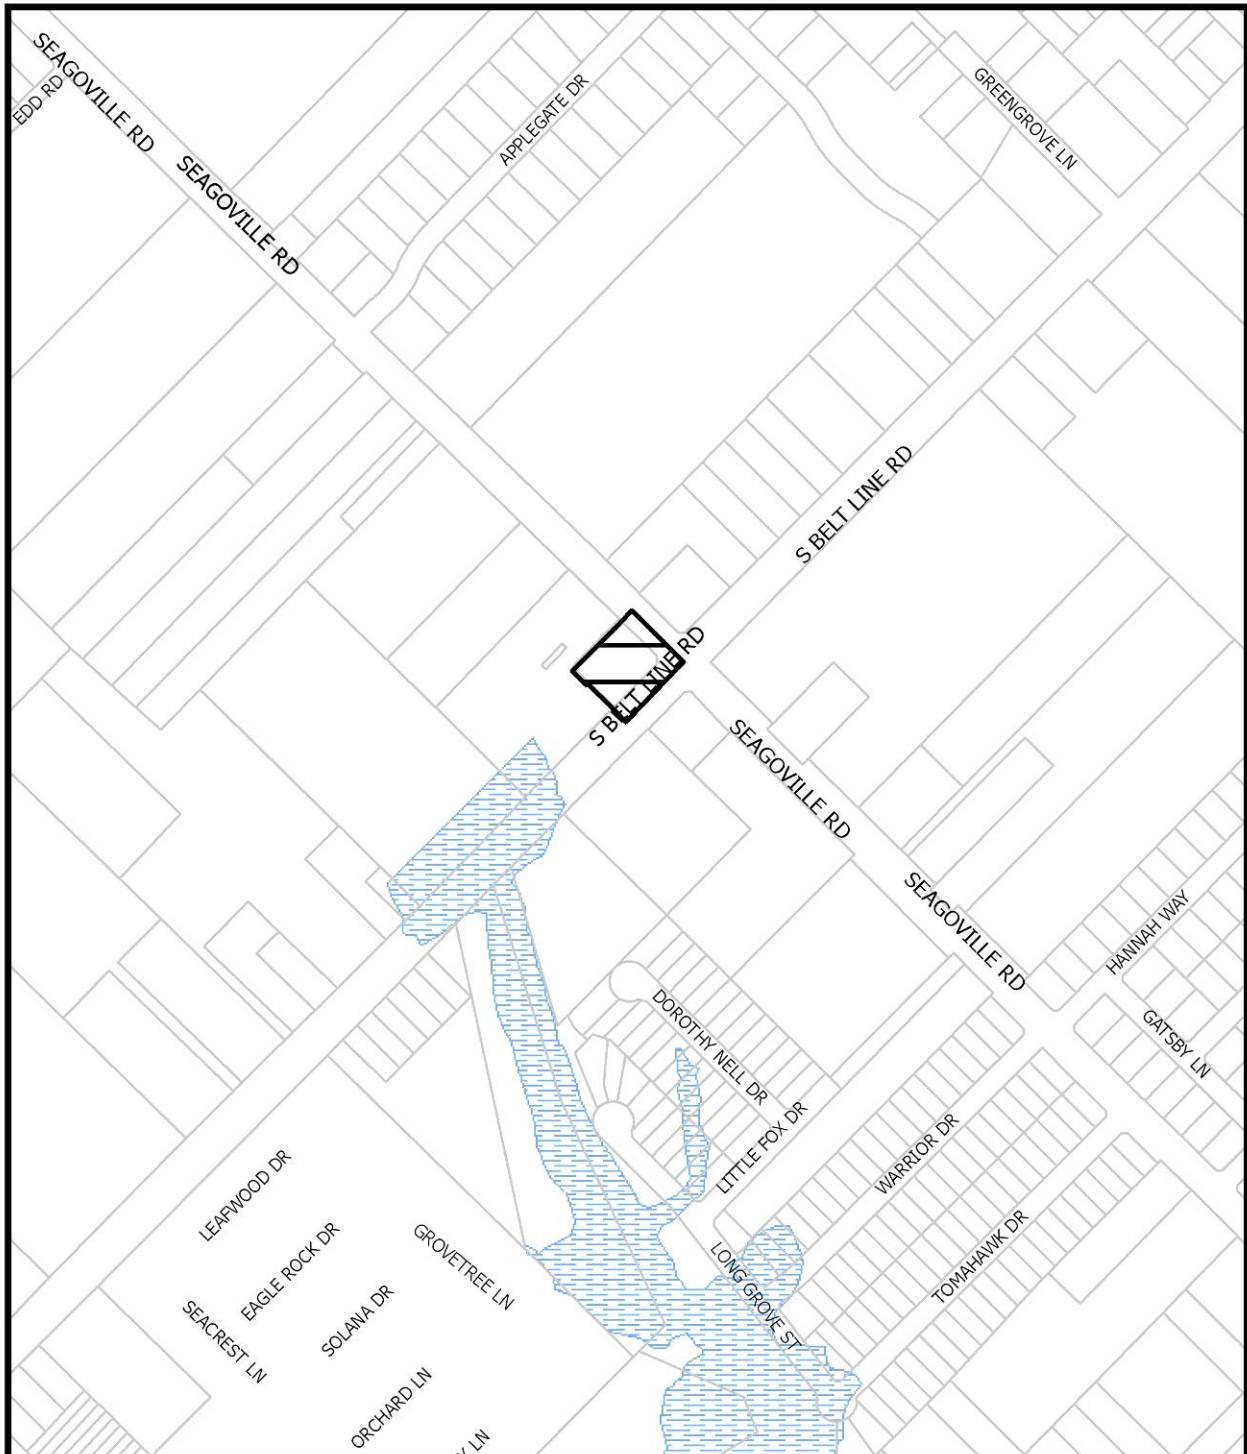 SEAGOVILLE RD
EDD RD
SEAGOVILLE RD
APPLEGATE DR
GREENGROVE LN
S BELT LINE RD
S BELT LINE RD
SEAGOVILLE RD
SEAGOVILLE RD
HANNAH WAY
GATSBY LN
DOROTHY NELL DR
LITTLE FOX DR
WARRIOR DR
TOMAHAWK DR
LONG GROVE ST
LEAFWOOD DR
EAGLE ROCK DR
GROVETREE LN
SEACREST LN
SOLANA DR
ORCHARD LN
LN